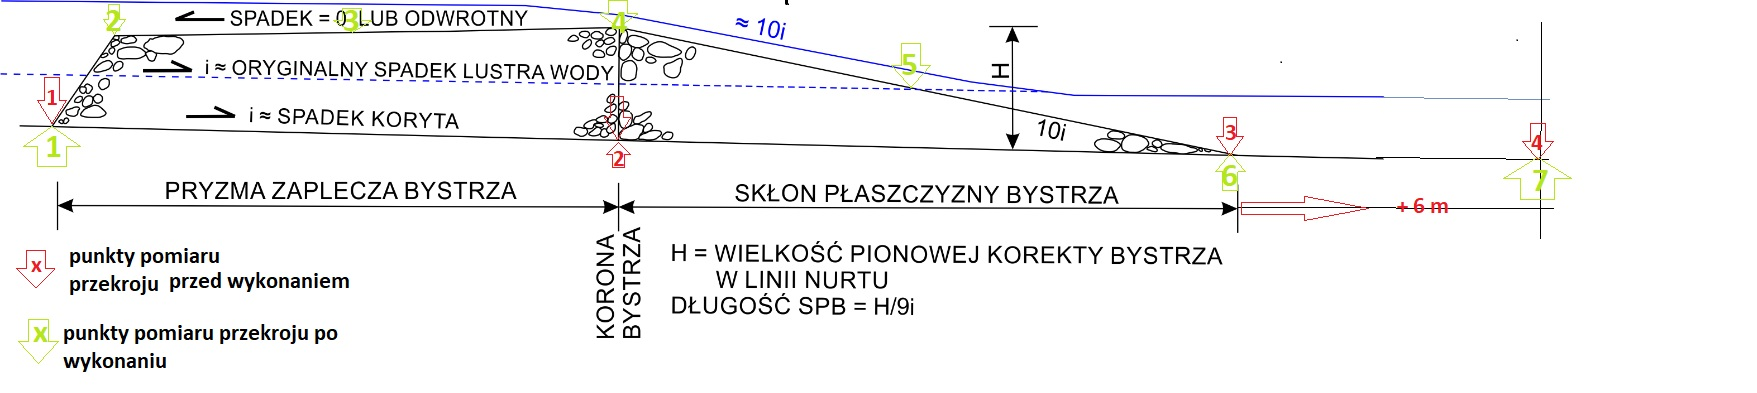 2
SPADEK = 0 LUB ODWROTNY
3
4
≈ 10i
i ≈ ORYGINALNY SPADEK LUSTRA WODY
5
H
1
i ≈ SPADEK KORYTA
10i
3
4
1
2
6
7
PRYZMA ZAPLECZA BYSTRZA
SKŁON PŁASZCZYZNY BYSTRZA
+ 6 m
KORONA
BYSTRZA
H = WIELKOŚĆ PIONOWEJ KOREKTY BYSTRZA
W LINII NURTU
DŁUGOŚĆ SPB = H/9i
x
punkty pomiaru
przekroju przed wykonaniem
x
punkty pomiaru przekroju po
wykonaniu